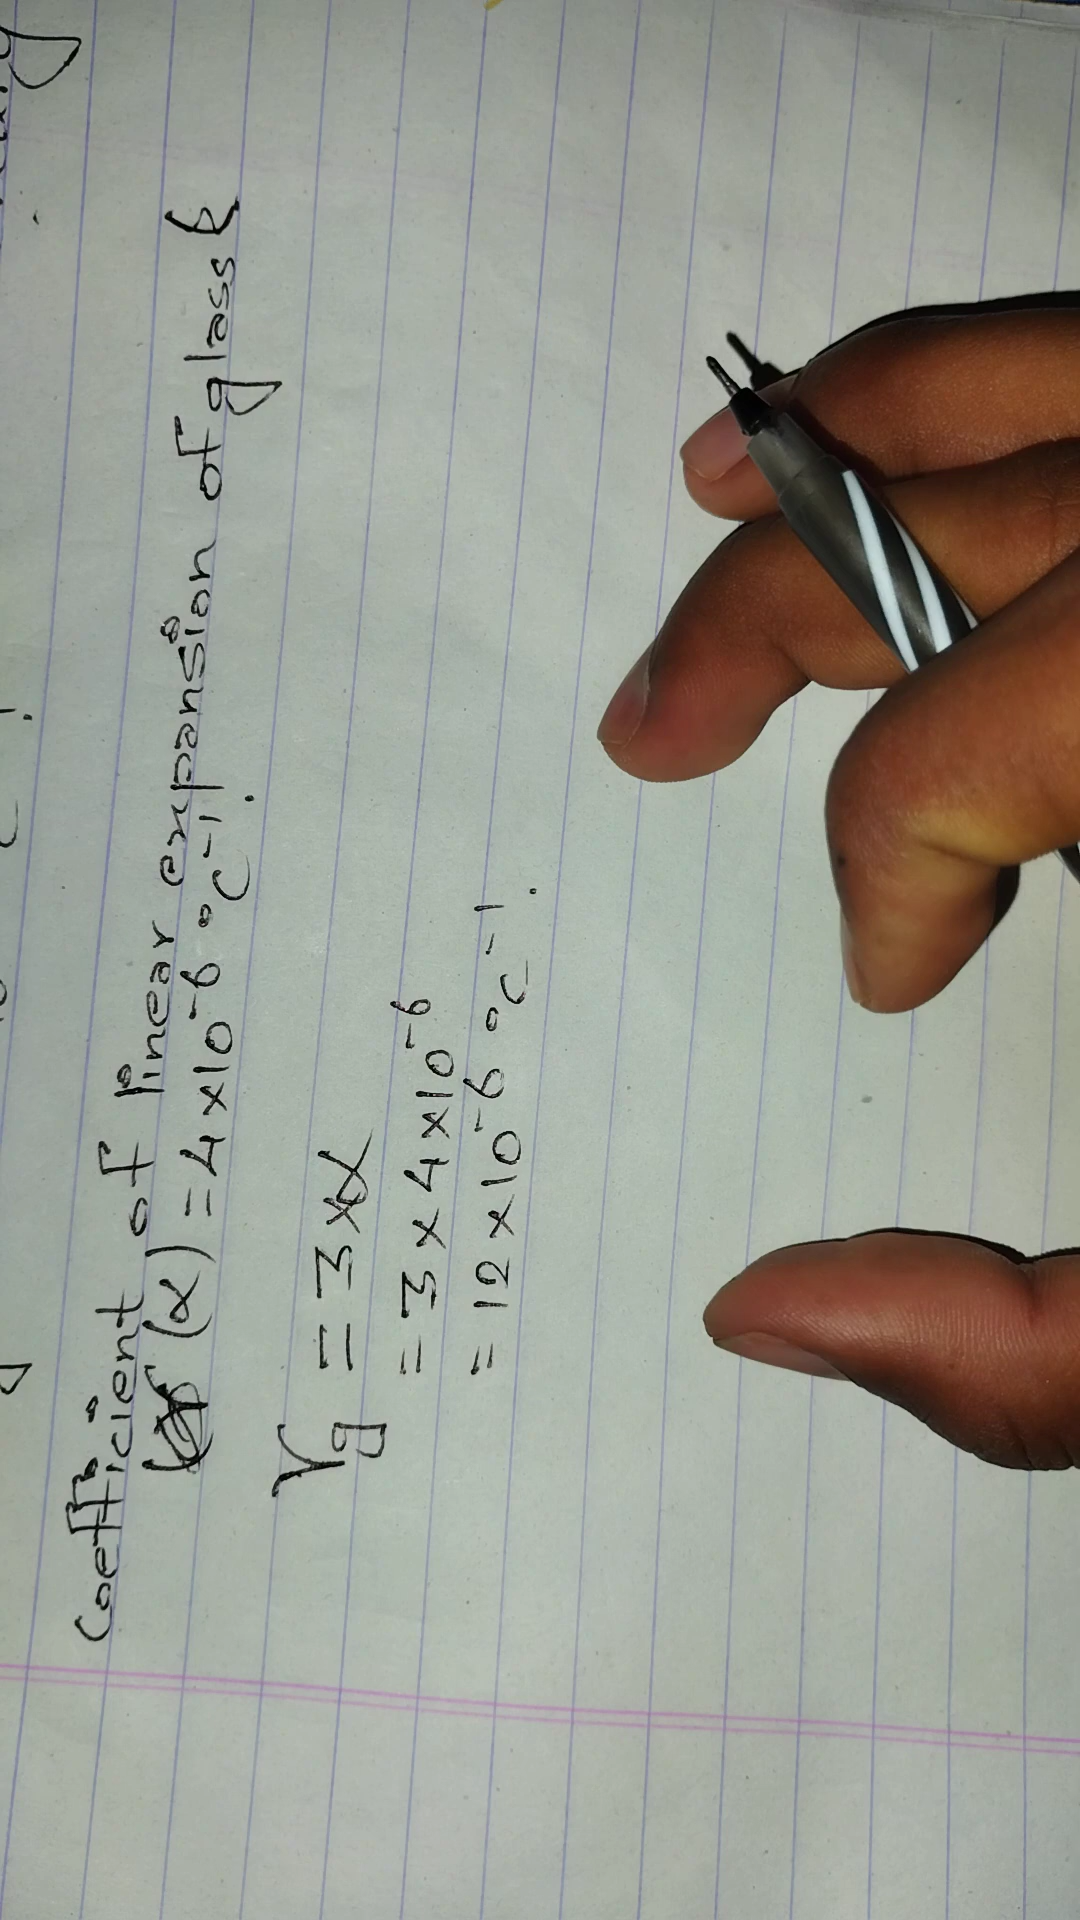 Coefficient of linear expansion of glass &
(α) = 4×10⁻⁶ °C⁻¹.
γg = 3α
= 3 × 4×10⁻⁶
= 12×10⁻⁶ °C⁻¹.